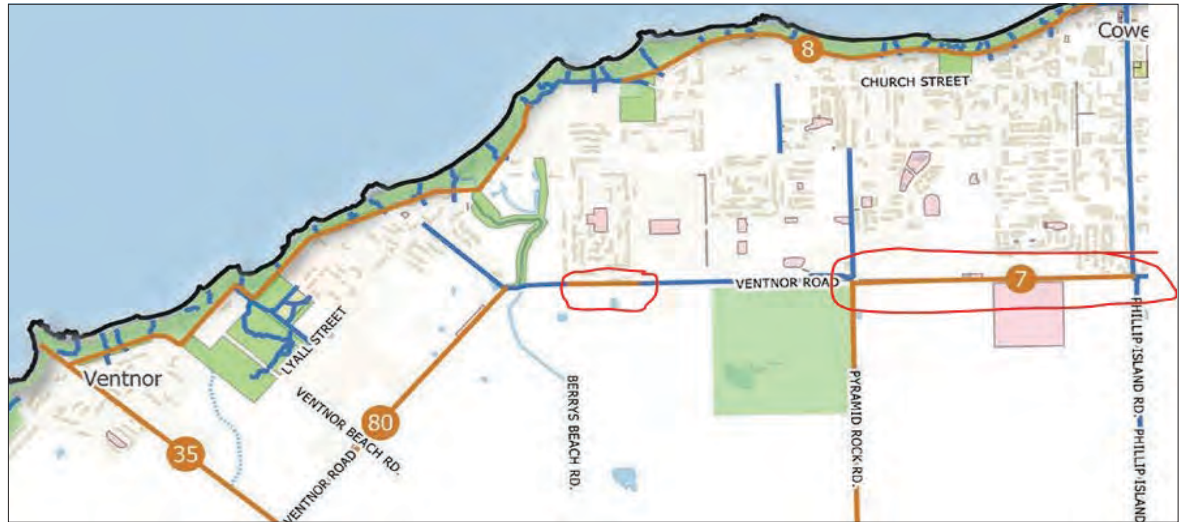 Cowe
8
CHURCH STREET
VENTNOR ROAD
7
LYALL STREET
Ventnor
VENTNOR BEACH RD.
80
35
VENTNOR ROAD
BERRYS BEACH RD.
PYRAMID ROCK RD.
PHILLIP ISLAND RD.
PHILLIP ISLAND